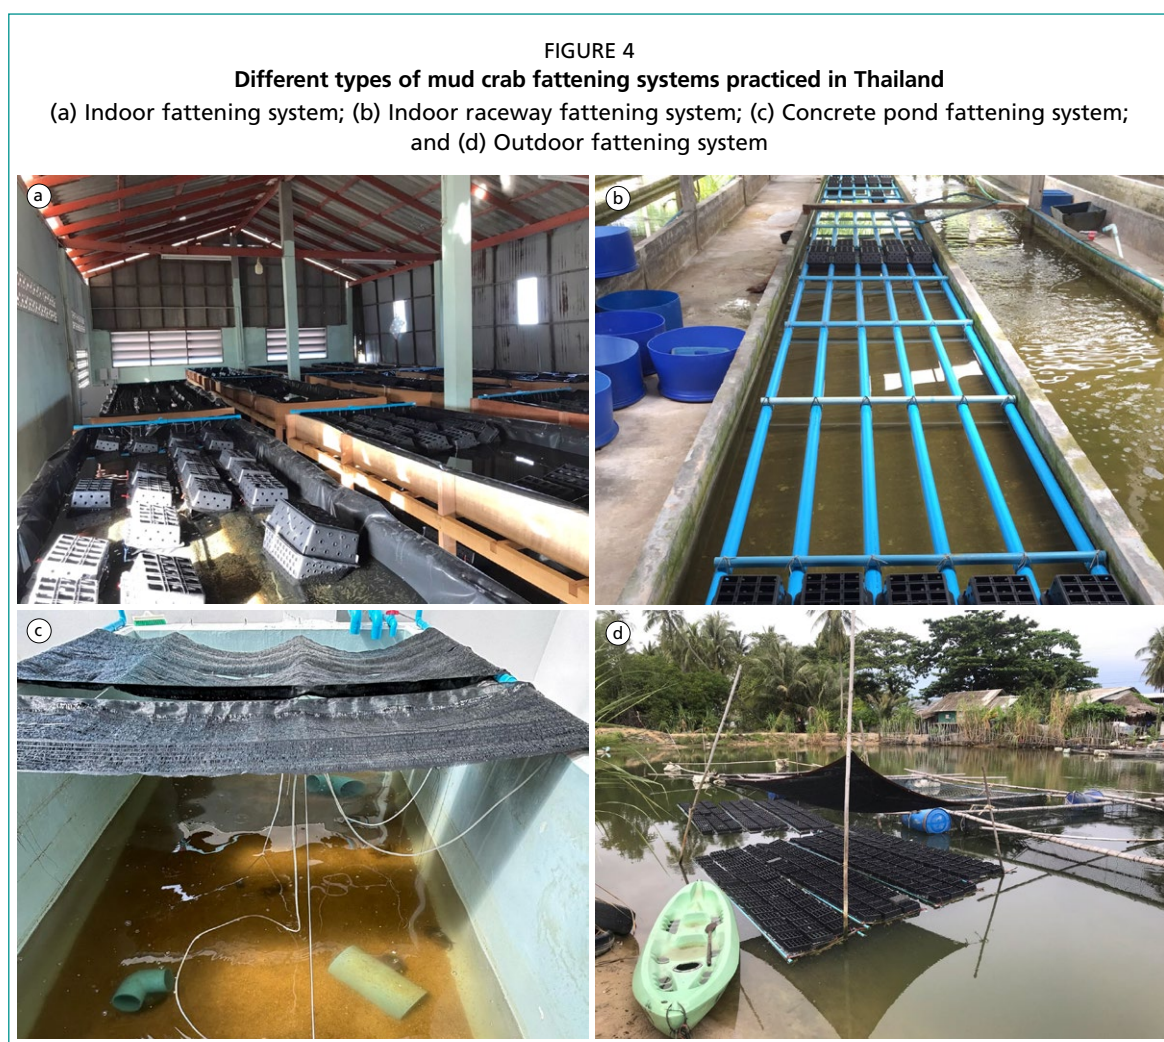 FIGURE 4
Different types of mud crab fattening systems practiced in Thailand
(a) Indoor fattening system; (b) Indoor raceway fattening system; (c) Concrete pond fattening system;
and (d) Outdoor fattening system
a
b
c
d